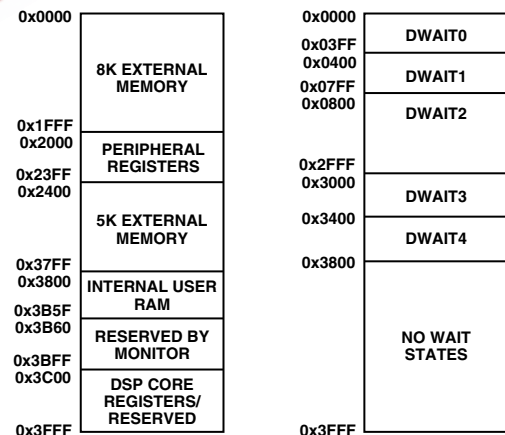 0x0000
8K EXTERNAL
MEMORY
0x1FFF
0x2000
PERIPHERAL
REGISTERS
0x23FF
0x2400
5K EXTERNAL
MEMORY
0x37FF
0x3800
INTERNAL USER
RAM
0x3B5F
0x3B60
RESERVED BY
MONITOR
0x3BFF
0x3C00
DSP CORE
REGISTERS/
RESERVED
0x3FFF
0x0000
DWAIT0
0x03FF
0x0400
DWAIT1
0x07FF
0x0800
DWAIT2
0x2FFF
0x3000
DWAIT3
0x3400
DWAIT4
0x3800
NO WAIT
STATES
0x3FFF